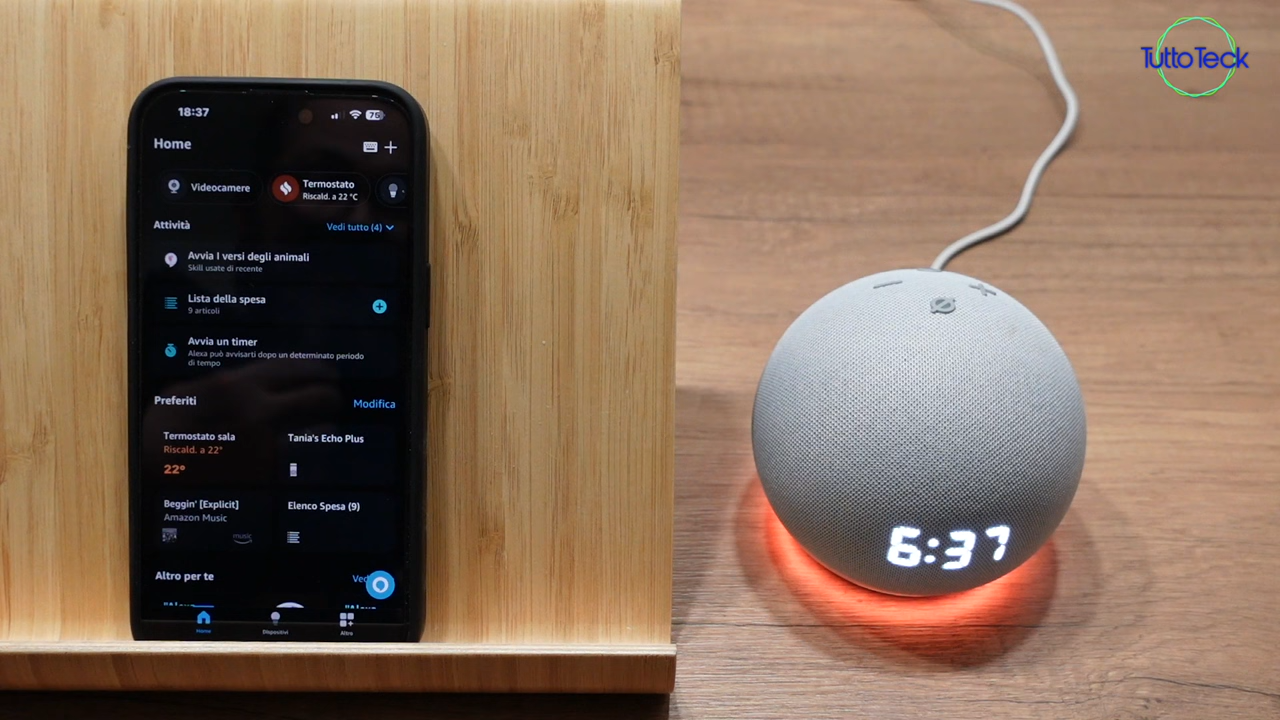 18:37
75
Home
Videocamere
Termostato
Riscald. a 22 °C
Attività
Vedi tutto (4)
Avvia I versi degli animali
Skill usate di recente
Lista della spesa
9 articoli
Avvia un timer
Alexa può avvisarti dopo un determinato periodo
di tempo
Preferiti
Modifica
Termostato sala
Riscald. a 22°
22°
Tania's Echo Plus
Beggin' [Explicit]
Amazon Music
music
Elenco Spesa (9)
Altro per te
Home
Dispositivi
Altro
6:37
TuttoTeck